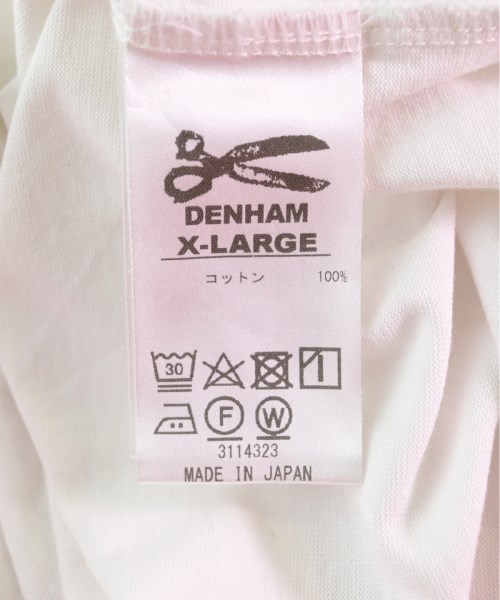 DENHAM
X-LARGE
コットン 100%
30
F W
3114323
MADE IN JAPAN